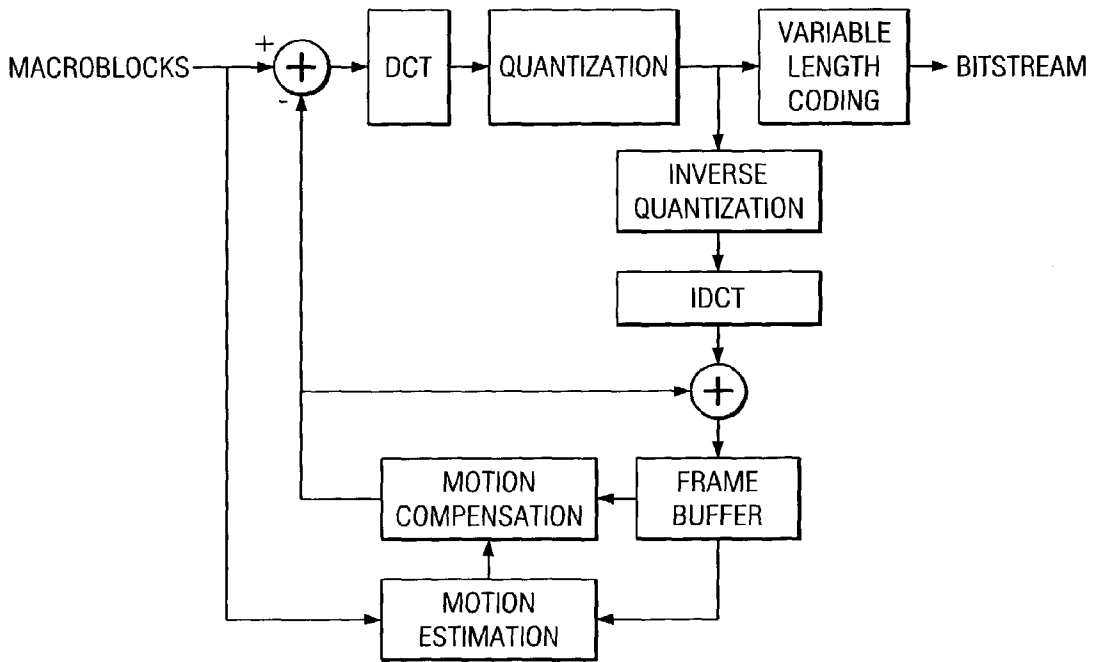 +
MACROBLOCKS
+
DCT
QUANTIZATION
VARIABLE
LENGTH
CODING
BITSTREAM
-
INVERSE
QUANTIZATION
IDCT
+
MOTION
COMPENSATION
FRAME
BUFFER
MOTION
ESTIMATION